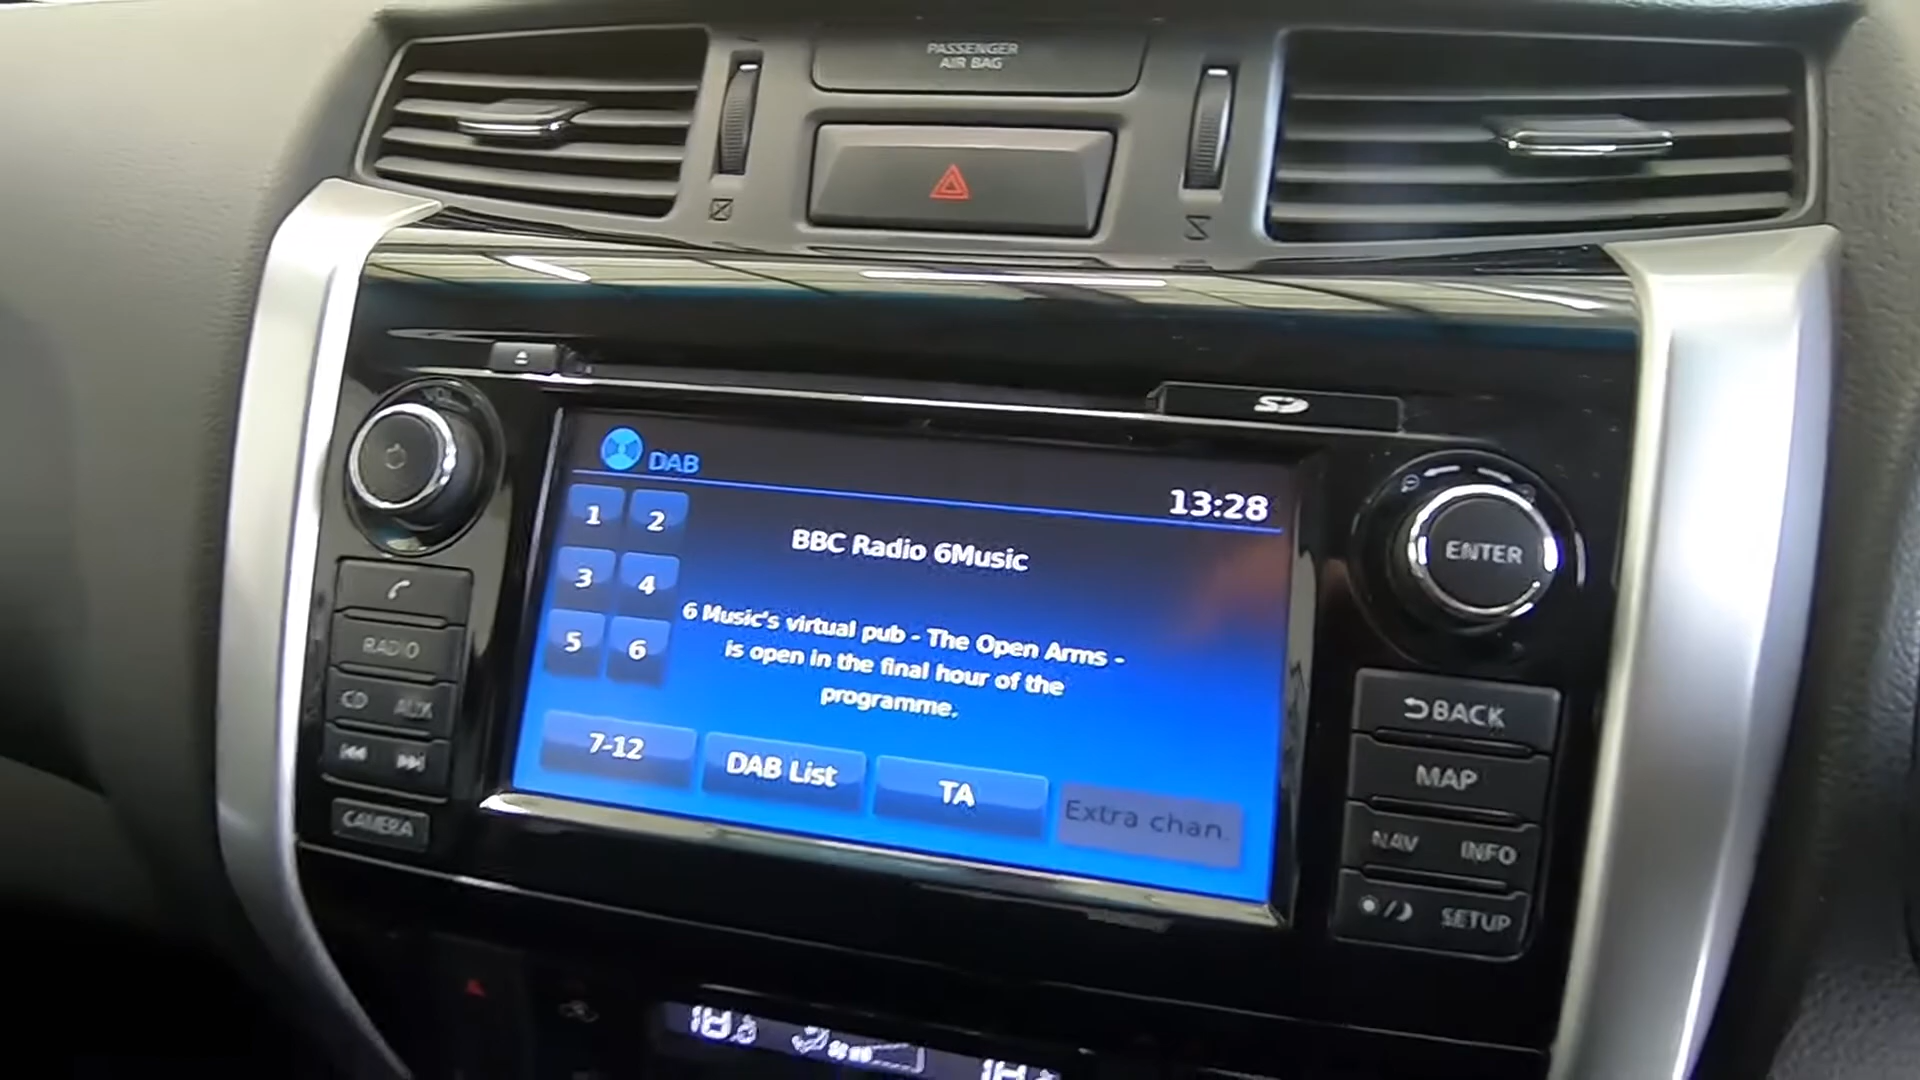 PASSENGER
AIR BAG
SD
DAB
13:28
1
2
BBC Radio 6Music
ENTER
3
4
6 Music's virtual pub - The Open Arms -
is open in the final hour of the
programme.
5
6
RADIO
CD AUX
BACK
7-12
DAB List
TA
Extra chan.
MAP
CAMERA
NAV INFO
SETUP